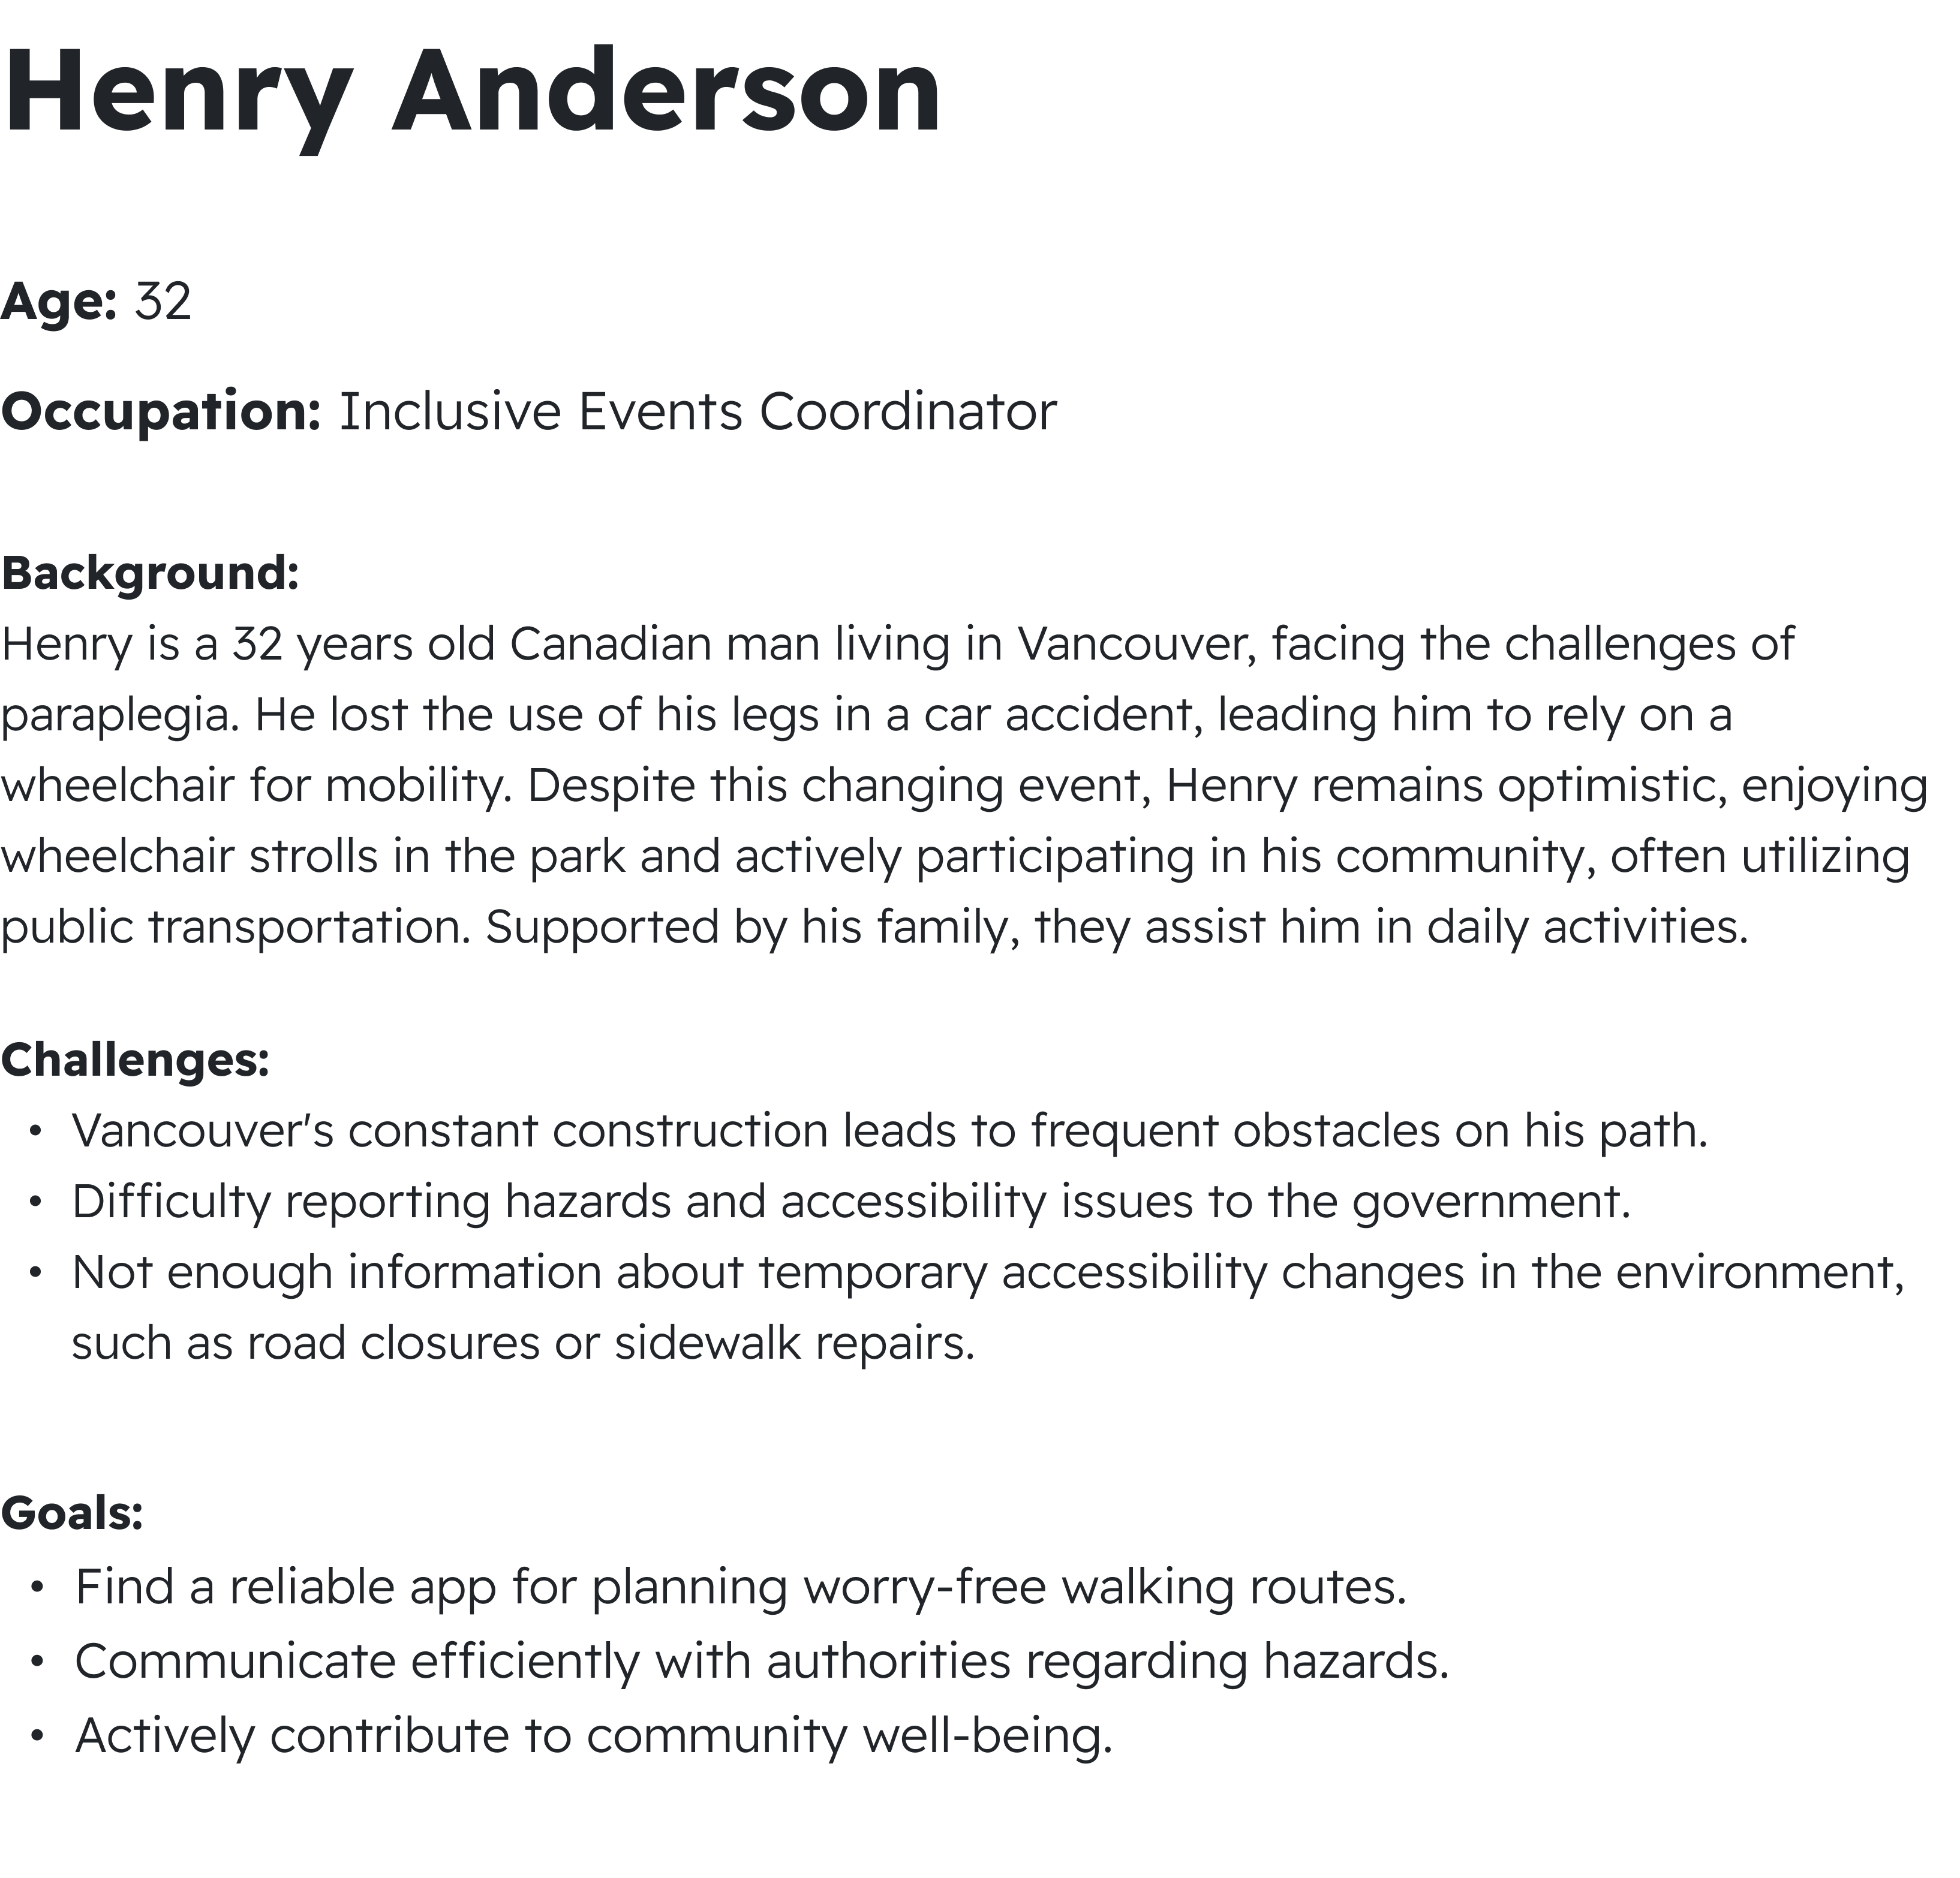 Henry Anderson
Age: 32
Occupation: Inclusive Events Coordinator
Background:
Henry is a 32 years old Canadian man living in Vancouver, facing the challenges of
paraplegia. He lost the use of his legs in a car accident, leading him to rely on a
wheelchair for mobility. Despite this changing event, Henry remains optimistic, enjoying
wheelchair strolls in the park and actively participating in his community, often utilizing
public transportation. Supported by his family, they assist him in daily activities.
Challenges:
• Vancouver's constant construction leads to frequent obstacles on his path.
• Difficulty reporting hazards and accessibility issues to the government.
• Not enough information about temporary accessibility changes in the environment,
such as road closures or sidewalk repairs.
Goals:
• Find a reliable app for planning worry-free walking routes.
• Communicate efficiently with authorities regarding hazards.
• Actively contribute to community well-being.